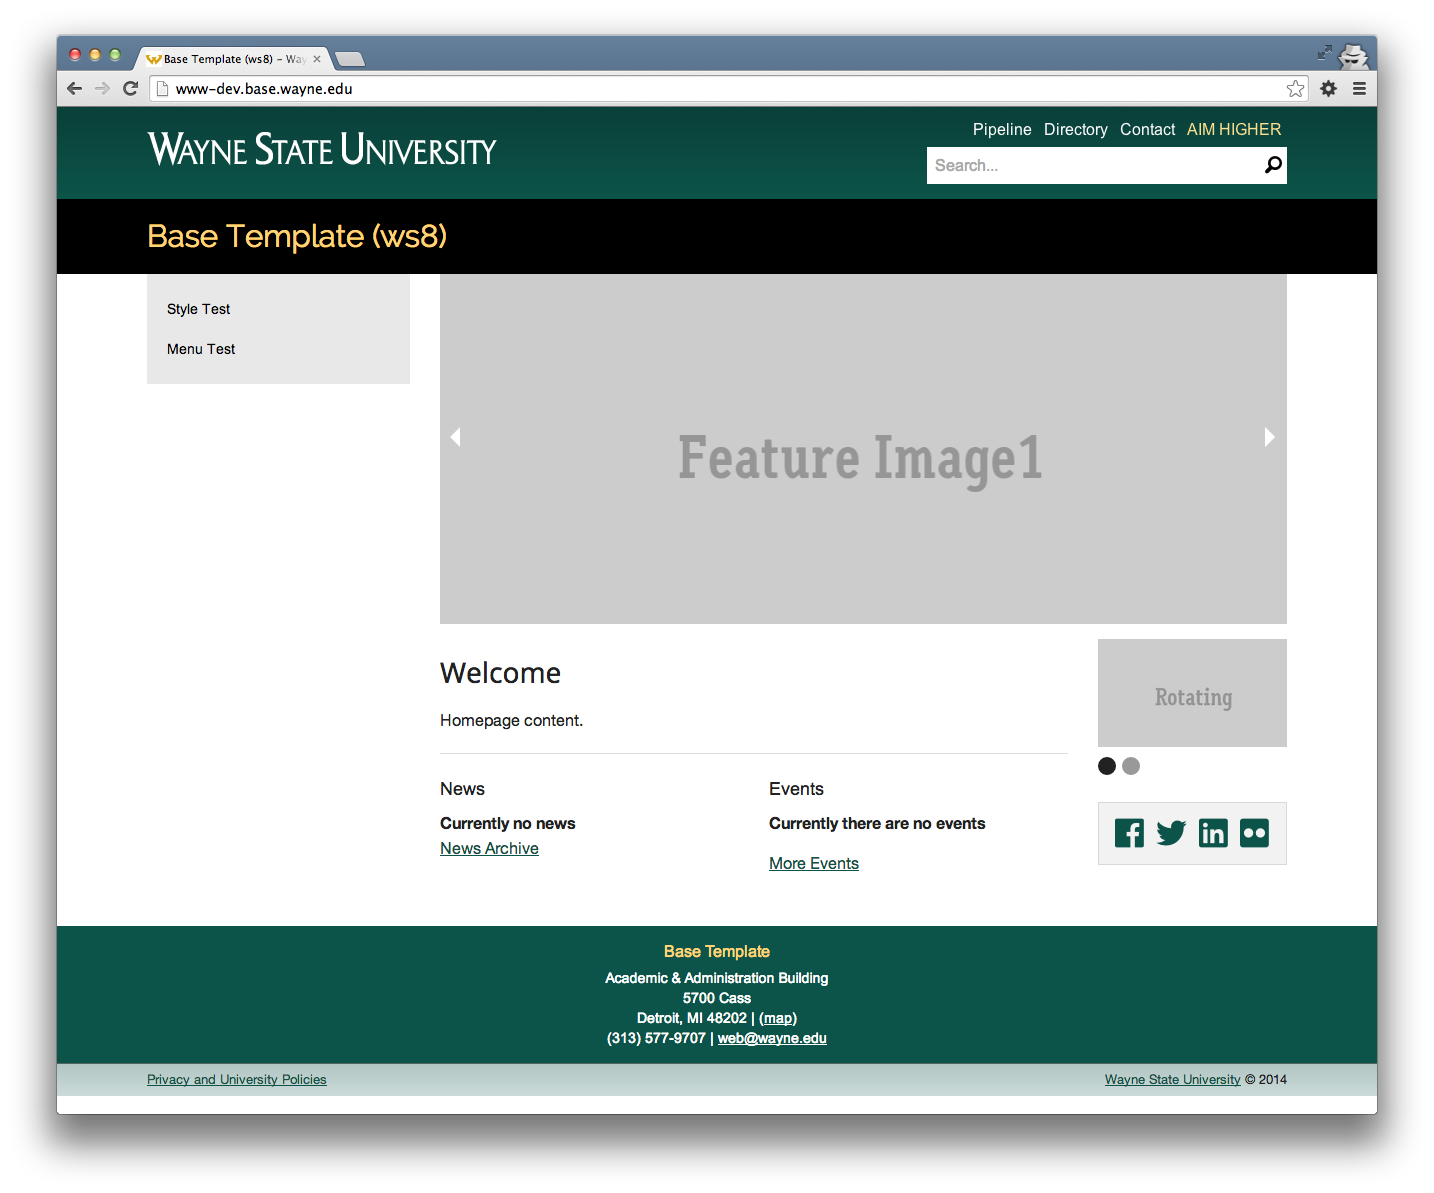 Base Template (ws8) – Way
www-dev.base.wayne.edu
WAYNE STATE UNIVERSITY
Pipeline Directory Contact AIM HIGHER
Search...
Base Template (ws8)
Style Test
Menu Test
Feature Image1
Welcome
Homepage content.
Rotating
News
Currently no news
News Archive
Events
Currently there are no events
More Events
Base Template
Academic & Administration Building
5700 Cass
Detroit, MI 48202 | (map)
(313) 577-9707 | web@wayne.edu
Privacy and University Policies
Wayne State University © 2014